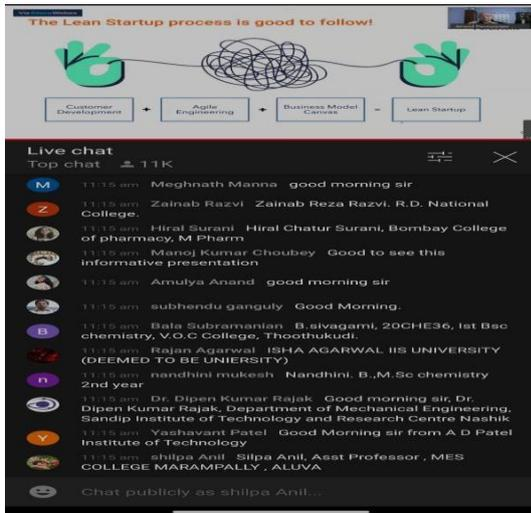 The Lean Startup process is good to follow!
Customer Development
+
Agile Engineering
+
Business Model Canvas
=
Lean Startup
Live chat
Top chat 11K
M 11:15 am Meghnath Manna good morning sir
Z 11:15 am Zainab Razvi Zainab Reza Razvi. R.D. National
College.
11:15 am Hiral Surani Hiral Chatur Surani, Bombay College
of pharmacy, M Pharm
11:15 am Manoj Kumar Choubey Good to see this
informative presentation
11:15 am Amulya Anand good morning sir
11:15 am subhendu ganguly Good Morning.
B 11:15 am Bala Subramanian B.sivagami, 20CHE36, Ist Bsc
chemistry, V.O.C College, Thoothukudi.
11:15 am Rajan Agarwal ISHA AGARWAL IIS UNIVERSITY
(DEEMED TO BE UNIERSITY)
n 11:15 am nandhini mukesh Nandhini. B.,M.Sc chemistry
2nd year
11:15 am Dr. Dipen Kumar Rajak Good morning sir, Dr.
Dipen Kumar Rajak, Department of Mechanical Engineering,
Sandip Institute of Technology and Research Centre Nashik
Y 11:15 am Yashavant Patel Good Morning sir from A D Patel
Institute of Technology
11:15 am shilpa Anil Silpa Anil, Asst Professor , MES
COLLEGE MARAMPALLY , ALUVA
Chat publicly as shilpa Anil...